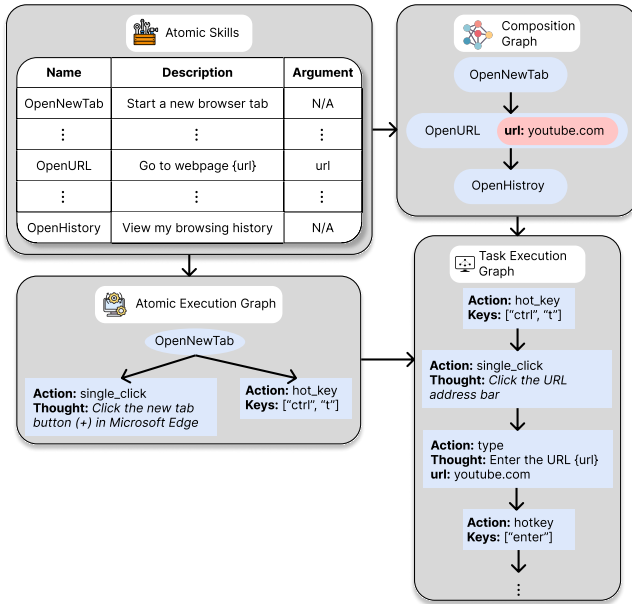 Atomic Skills
Name Description Argument
OpenNewTab Start a new browser tab N/A
⋮ ⋮ ⋮
OpenURL Go to webpage {url} url
⋮ ⋮ ⋮
OpenHistory View my browsing history N/A
Composition
Graph
OpenNewTab
OpenURL url: youtube.com
OpenHistroy
Atomic Execution Graph
OpenNewTab
Action: single_click
Thought: Click the new tab
button (+) in Microsoft Edge
Action: hot_key
Keys: [“ctrl”, “t”]
Task Execution
Graph
Action: hot_key
Keys: [“ctrl”, “t”]
Action: single_click
Thought: Click the URL
address bar
Action: type
Thought: Enter the URL {url}
url: youtube.com
Action: hotkey
Keys: [“enter”]
⋮